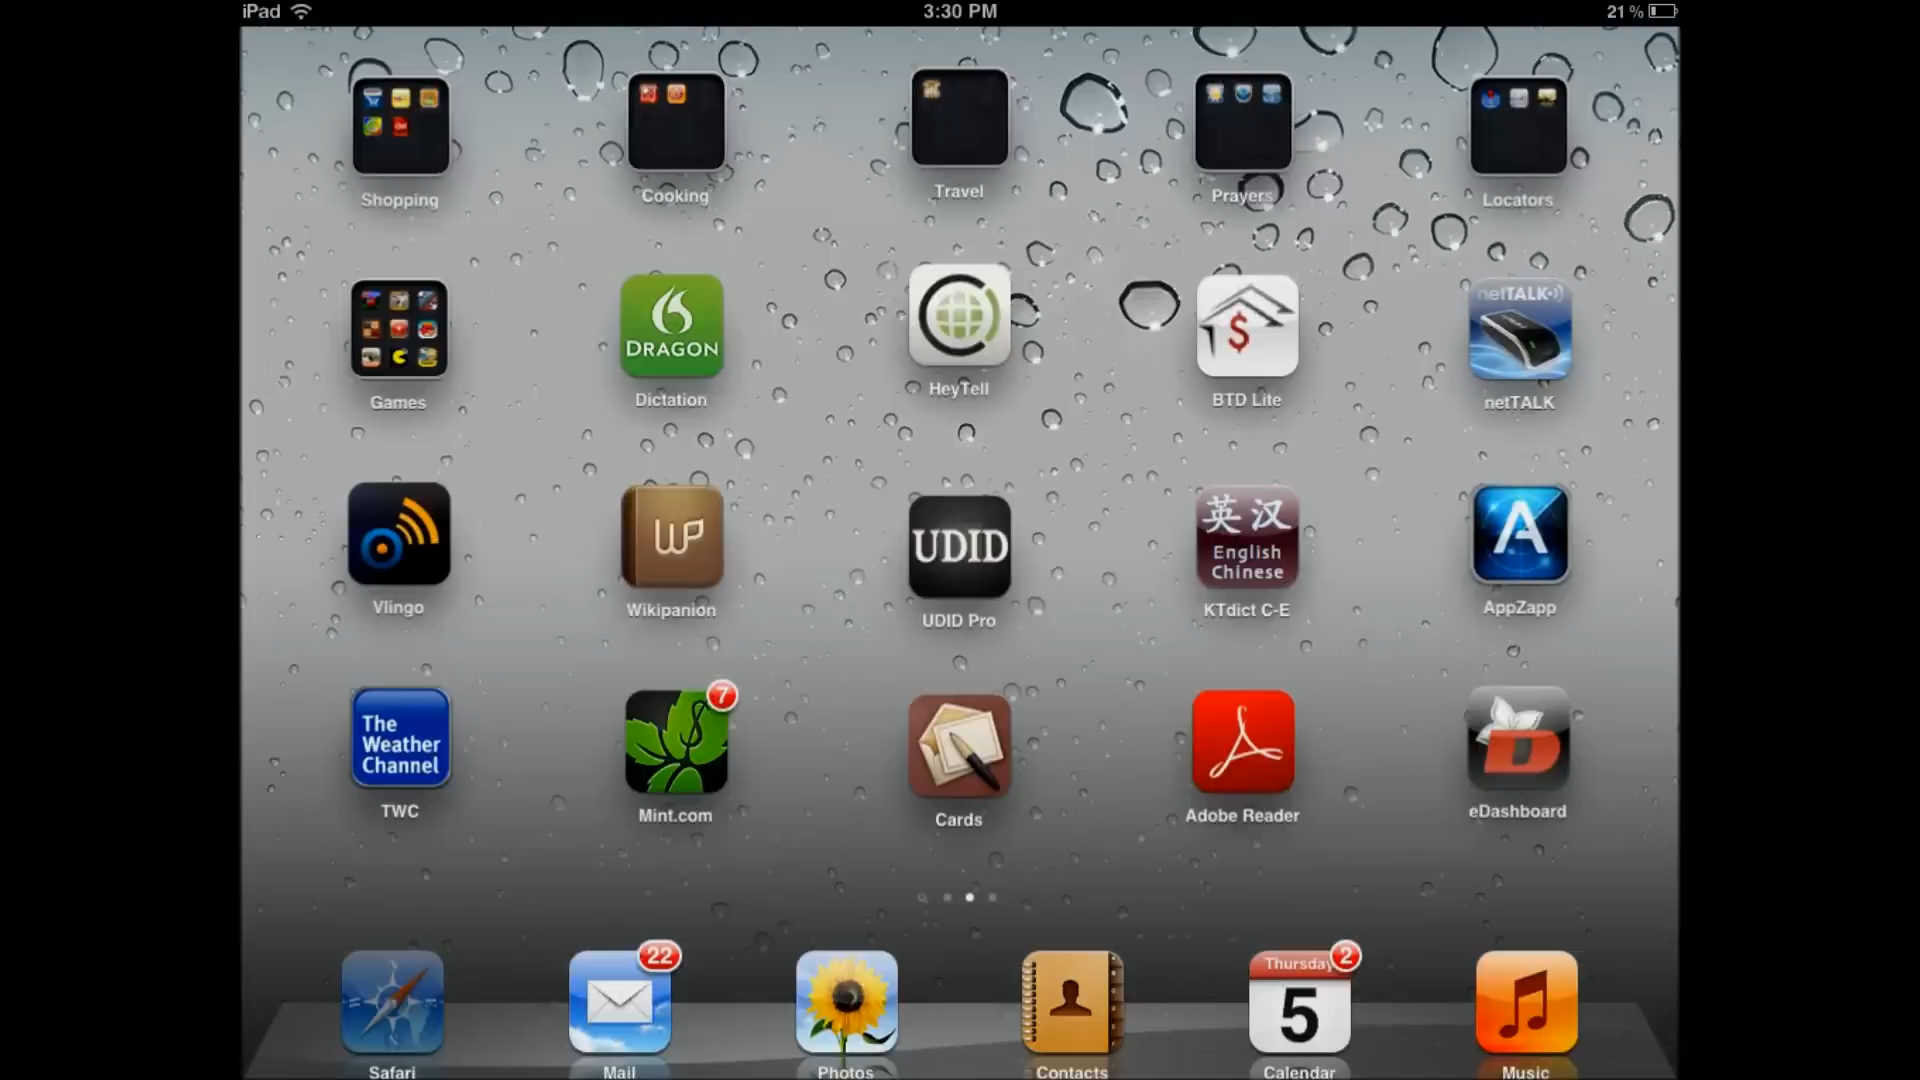 iPad
3:30 PM
21 %
Shopping
Cooking
Travel
Prayers
Locators
Games
DRAGON
Dictation
HeyTell
$
BTD Lite
netTALK
netTALK
Vlingo
WP
Wikipanion
UDID
UDID Pro
英汉
English
Chinese
KTdict C-E
A
AppZapp
The
Weather
Channel
TWC
7
Mint.com
Cards
Adobe Reader
D
eDashboard
Safari
22
Mail
Photos
Contacts
Thursday
2
5
Calendar
Music